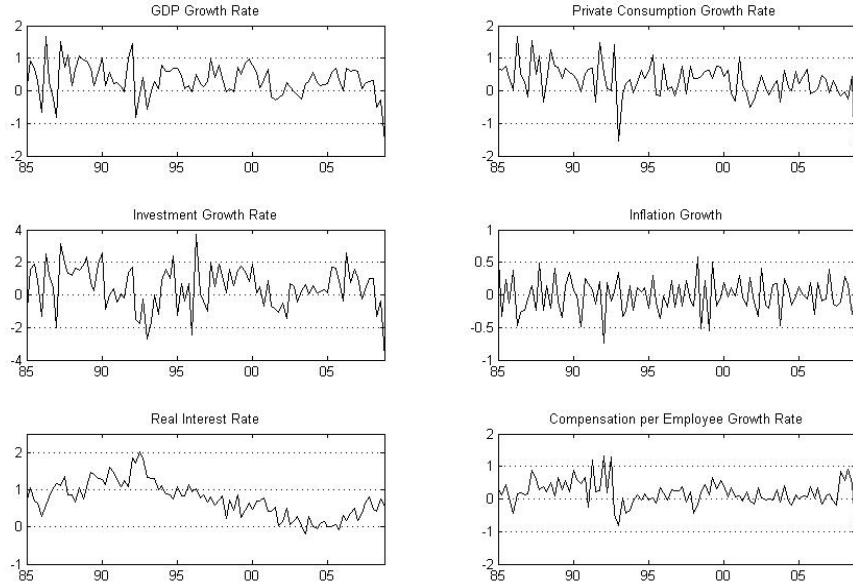 GDP Growth Rate
2
1
0
-1
-2
85 90 95 00 05
Private Consumption Growth Rate
2
1
0
-1
-2
85 90 95 00 05
Investment Growth Rate
4
2
0
-2
-4
85 90 95 00 05
Inflation Growth
1
0.5
0
-0.5
-1
85 90 95 00 05
Real Interest Rate
2
1
0
-1
85 90 95 00 05
Compensation per Employee Growth Rate
2
1
0
-1
-2
85 90 95 00 05